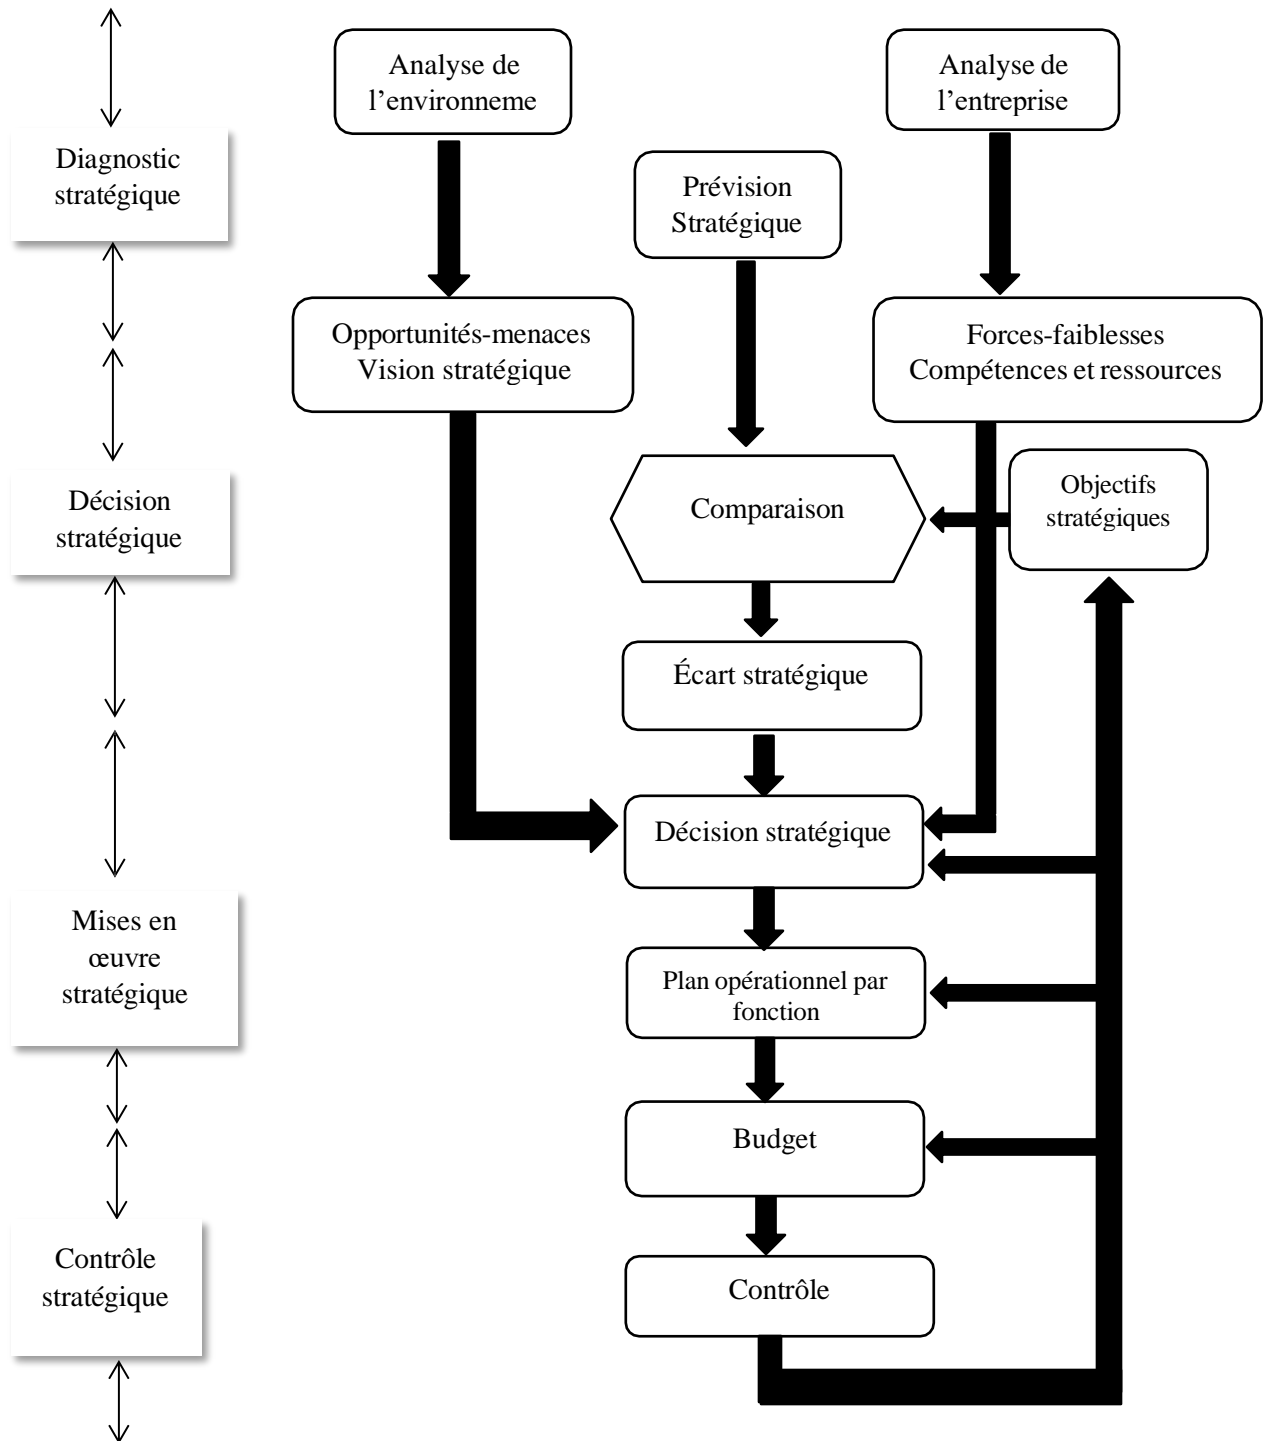 Analyse de
l’environneme
Analyse de
l’entreprise
Diagnostic
stratégique
Prévision
Stratégique
Opportunités-menaces
Vision stratégique
Forces-faiblesses
Compétences et ressources
Décision
stratégique
Comparaison
Objectifs
stratégiques
Écart stratégique
Décision stratégique
Mises en
œuvre
stratégique
Plan opérationnel par
fonction
Budget
Contrôle
stratégique
Contrôle